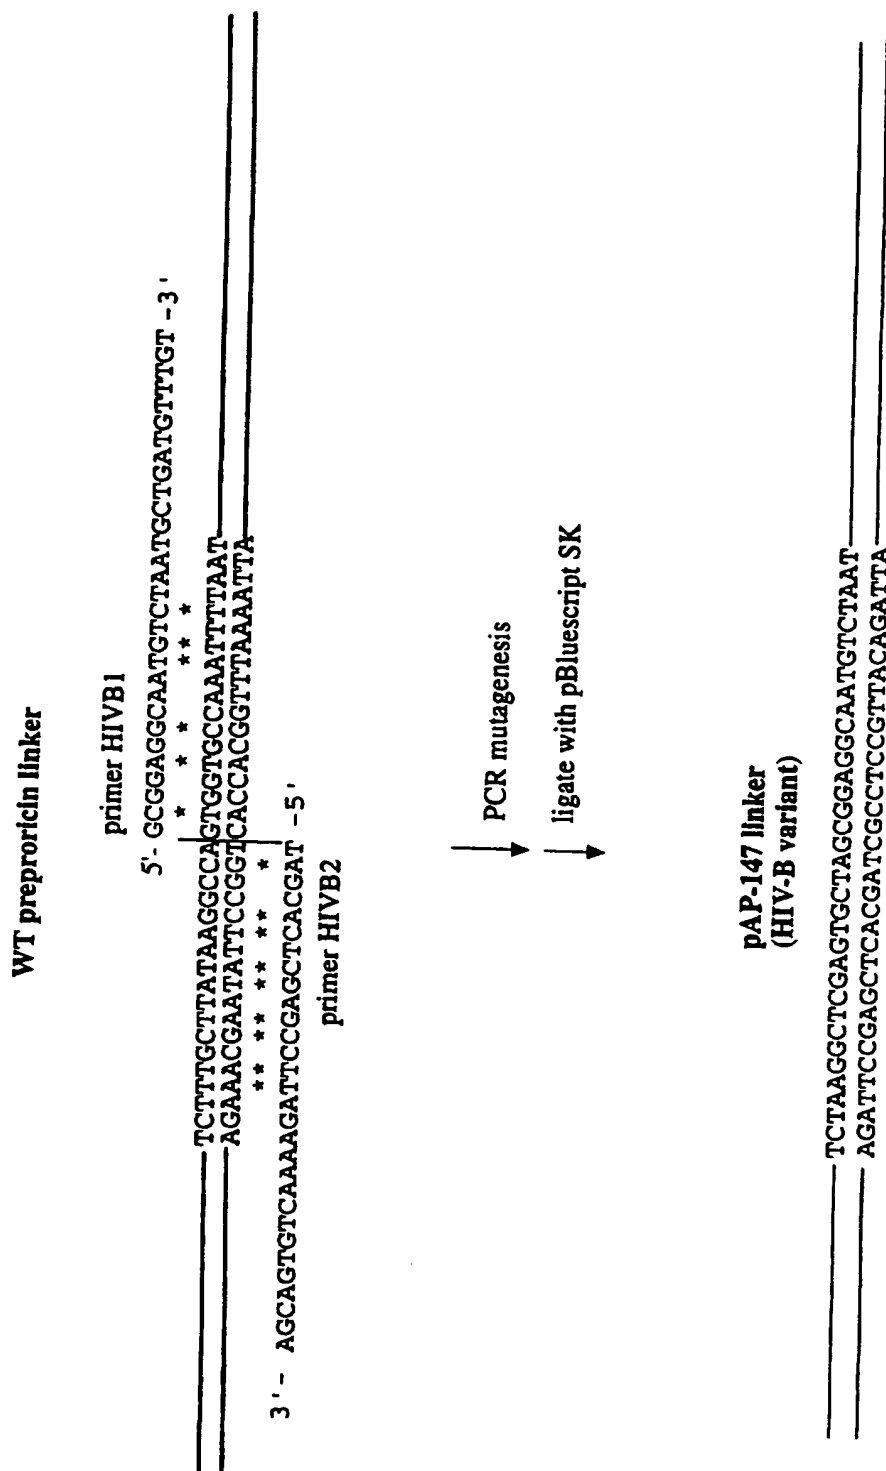 WT preproricin linker
primer HIVB1
5'- GCGGAGGCAATGTCTAATGCTGATGTTTGT -3'
* * * ** *
TCTTTGCTTATAAGGCCAGTGGTGCCAAATTTTAAT
AGAAACGAATATTCCGGTCACCACGGTTTAAAATTA
** ** ** ** *
3'- AGCAGTGTCAAAAGATTCCGAGCTCACGAT -5'
primer HIVB2
PCR mutagenesis
ligate with pBluescript SK
pAP-147 linker
(HIV-B variant)
TCTAAGGCTCGAGTGCTAGCGGAGGCAATGTCTAAT
AGATTCCGAGCTCACGATCGCCTCCGTTACAGATTA